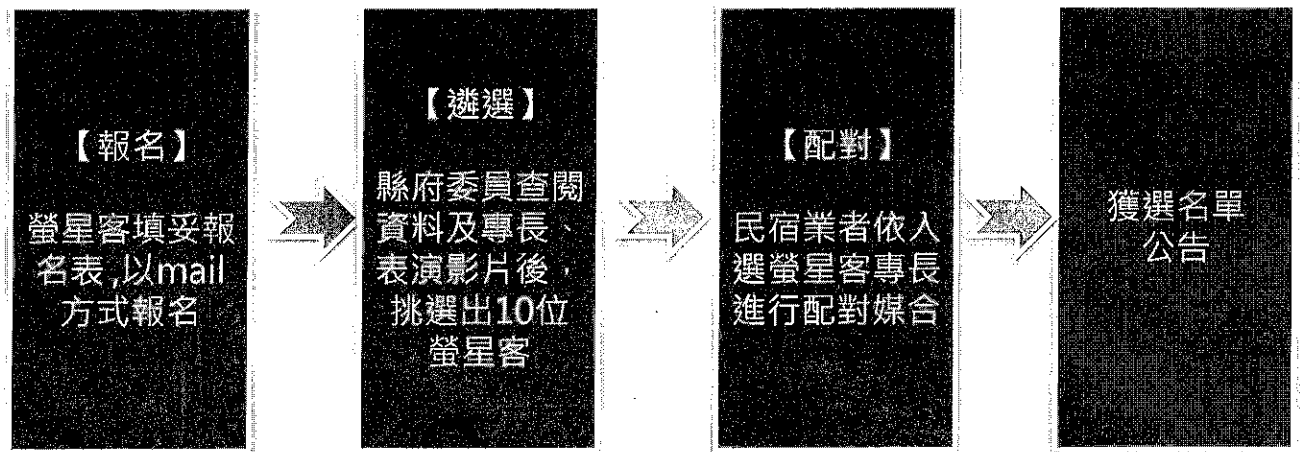 【報名】
螢星客填妥報
名表,以mail
方式報名
【遴選】
縣府委員查閱
資料及專長、
表演影片後，
挑選出10位
螢星客
【配對】
民宿業者依入
選螢星客專長
進行配對媒合
獲選名單
公告